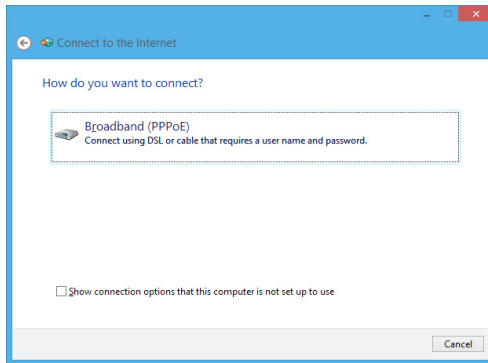 Connect to the Internet
How do you want to connect?
Broadband (PPPoE)
Connect using DSL or cable that requires a user name and password.
Show connection options that this computer is not set up to use
Cancel